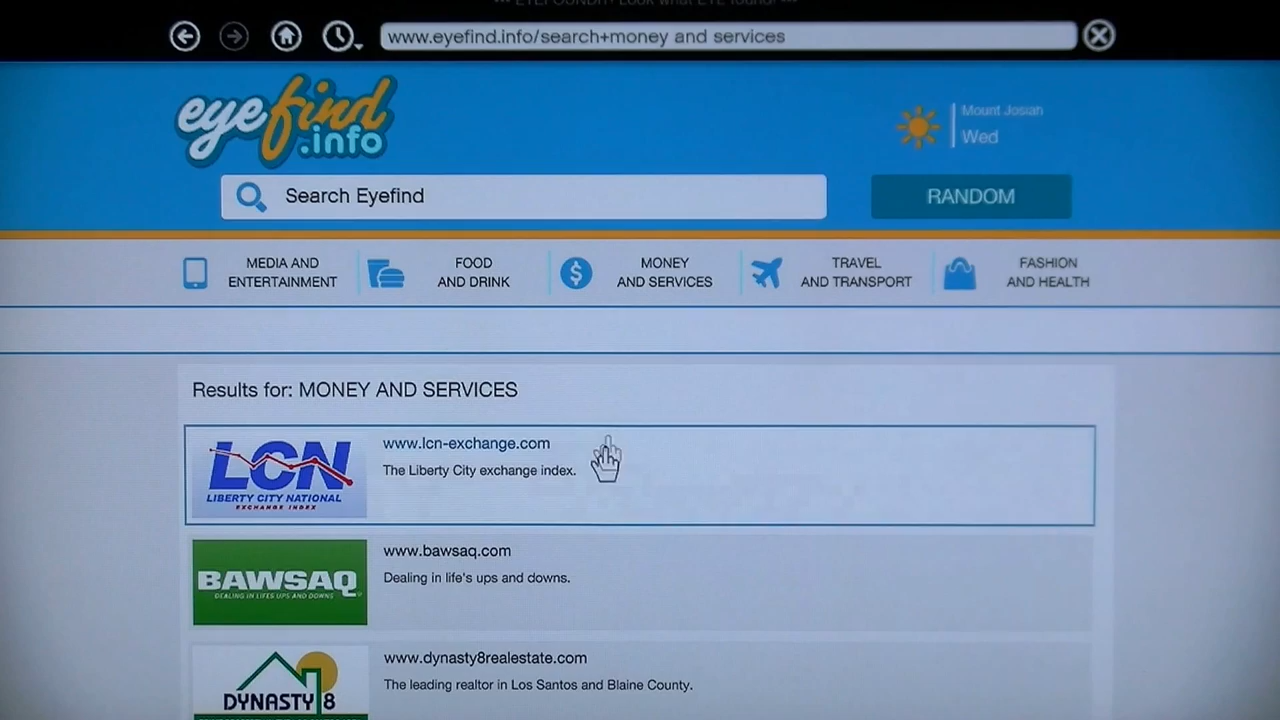 www.eyefind.info/search+money and services
eyefind
.info
Mount Josiah
Wed
Search Eyefind
RANDOM
MEDIA AND
ENTERTAINMENT
FOOD
AND DRINK
MONEY
AND SERVICES
TRAVEL
AND TRANSPORT
FASHION
AND HEALTH
Results for: MONEY AND SERVICES
LCN
LIBERTY CITY NATIONAL
EXCHANGE INDEX
www.lcn-exchange.com
The Liberty City exchange index.
BAWSAQ
DEALING IN LIFE'S UPS AND DOWNS
www.bawsaq.com
Dealing in life's ups and downs.
DYNASTY 8
www.dynasty8realestate.com
The leading realtor in Los Santos and Blaine County.